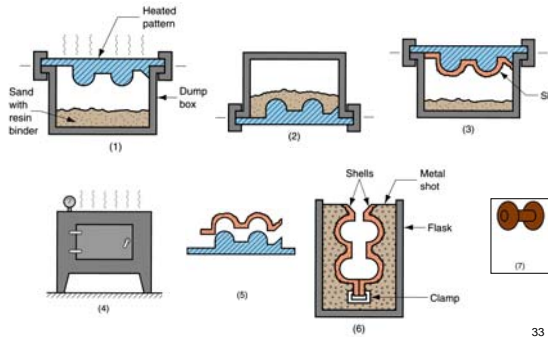 Heated
pattern
Sand
with
resin
binder
Dump
box
(1)
(2)
(3)
Shells
Metal
shot
Flask
Clamp
(4)
(5)
(6)
(7)
33